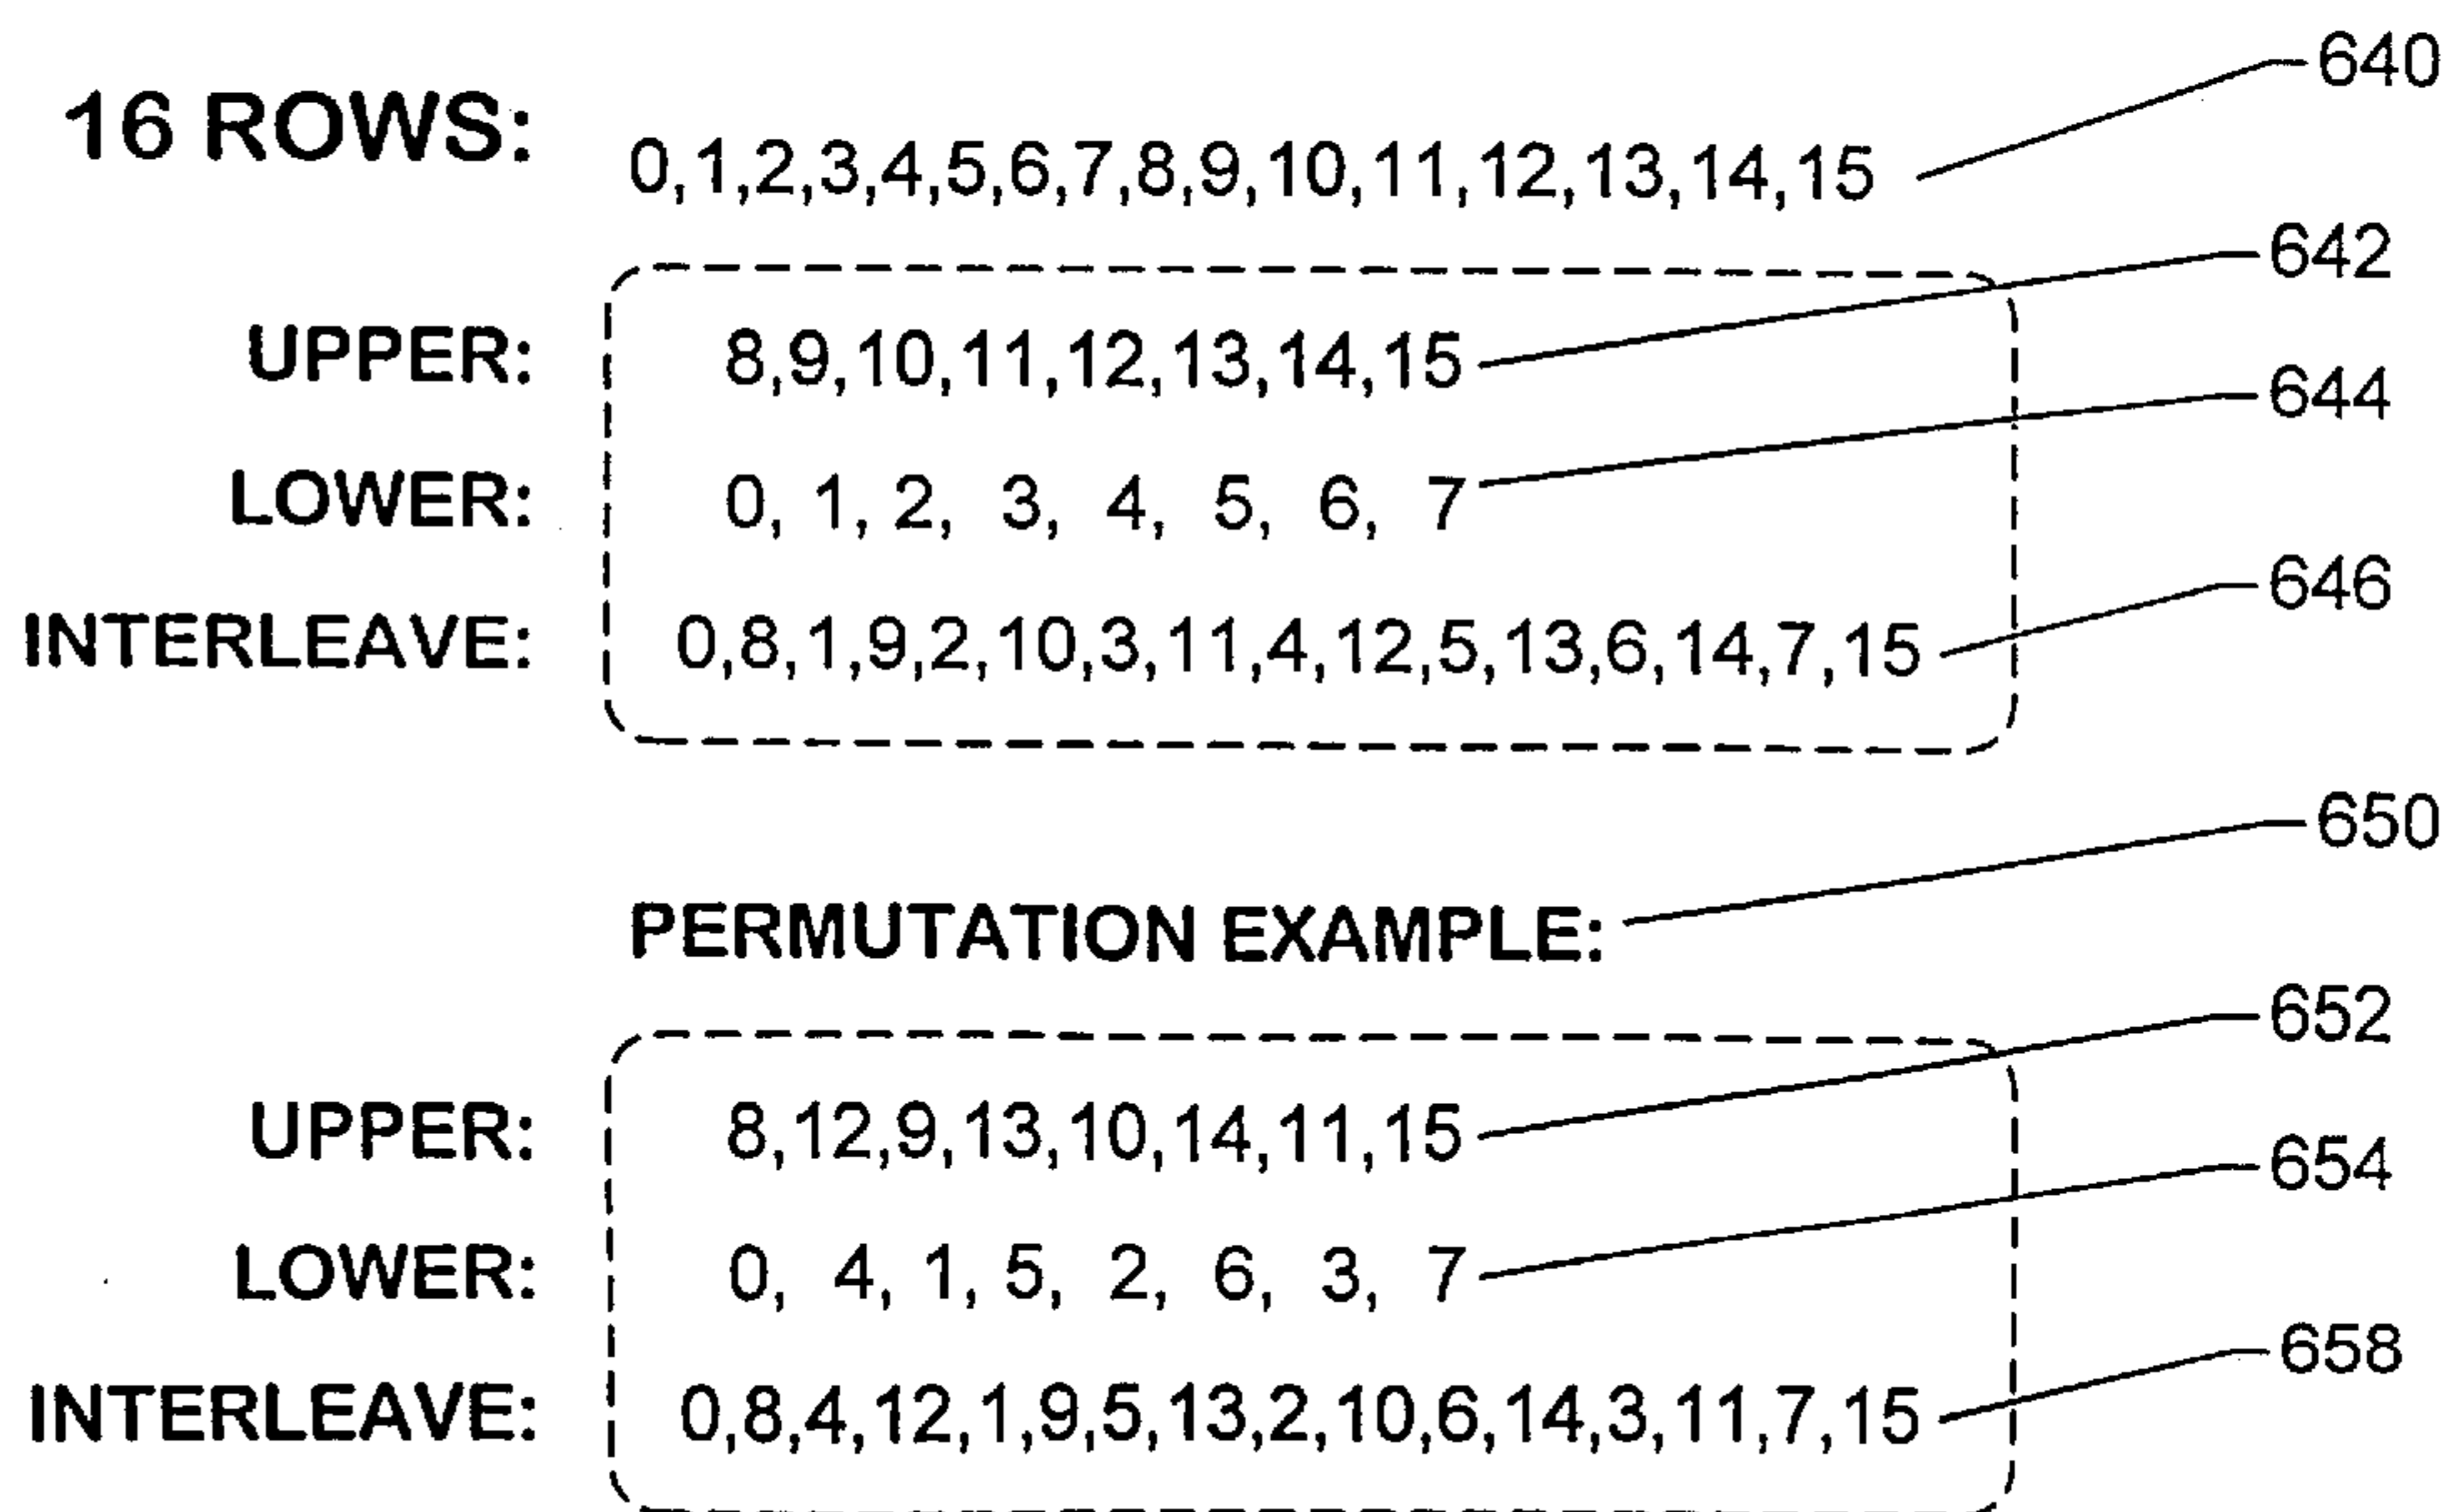 640
16 ROWS: 0,1,2,3,4,5,6,7,8,9,10,11,12,13,14,15
642
UPPER: 8,9,10,11,12,13,14,15
644
LOWER: 0, 1, 2, 3, 4, 5, 6, 7
646
INTERLEAVE: 0,8,1,9,2,10,3,11,4,12,5,13,6,14,7,15
650
PERMUTATION EXAMPLE:
652
UPPER: 8,12,9,13,10,14,11,15
654
LOWER: 0, 4, 1, 5, 2, 6, 3, 7
658
INTERLEAVE: 0,8,4,12,1,9,5,13,2,10,6,14,3,11,7,15